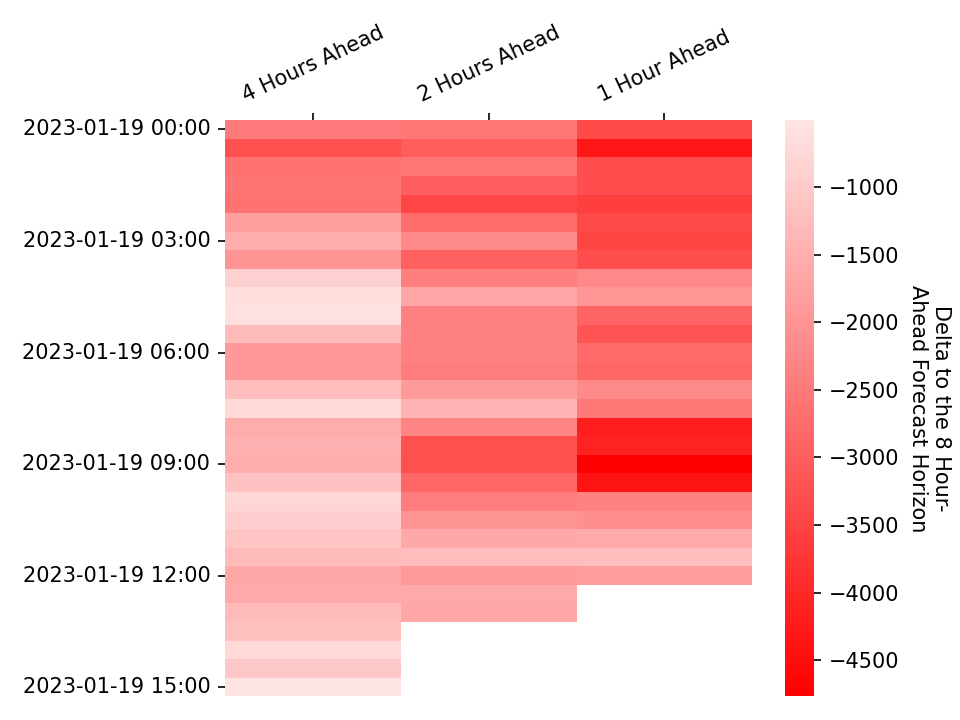 4 Hours Ahead
2 Hours Ahead
1 Hour Ahead
2023-01-19 00:00
2023-01-19 03:00
2023-01-19 06:00
2023-01-19 09:00
2023-01-19 12:00
2023-01-19 15:00
−1000
−1500
−2000
−2500
−3000
−3500
−4000
−4500
Delta to the 8 Hour-
Ahead Forecast Horizon